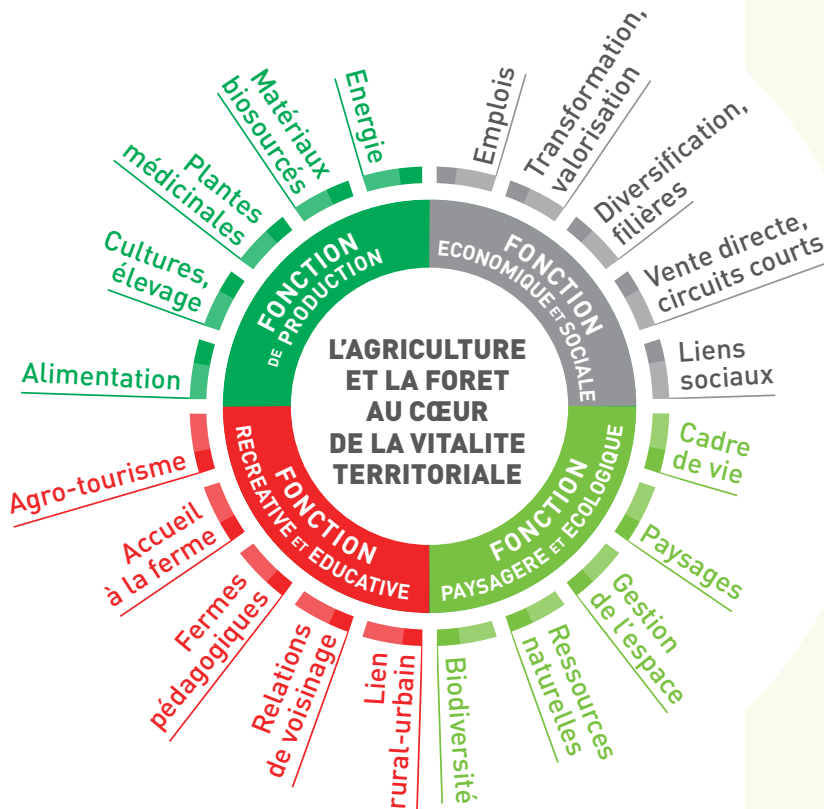 L'AGRICULTURE
ET LA FORET
AU CŒUR
DE LA VITALITE
TERRITORIALE
FONCTION
DE PRODUCTION
Alimentation
Cultures,
élevage
Plantes
médicinales
Matériaux
biosourcés
Energie
FONCTION
ECONOMIQUE ET SOCIALE
Emplois
Transformation,
valorisation
Diversification,
filières
Vente directe,
circuits courts
Liens
sociaux
FONCTION
PAYSAGERE ET ECOLOGIQUE
Cadre
de vie
Paysages
Gestion
de l'espace
Ressources
naturelles
Biodiversité
FONCTION
RECREATIVE ET EDUCATIVE
Lien
rural-urbain
Relations
de voisinage
Fermes
pédagogiques
Accueil
à la ferme
Agro-tourisme